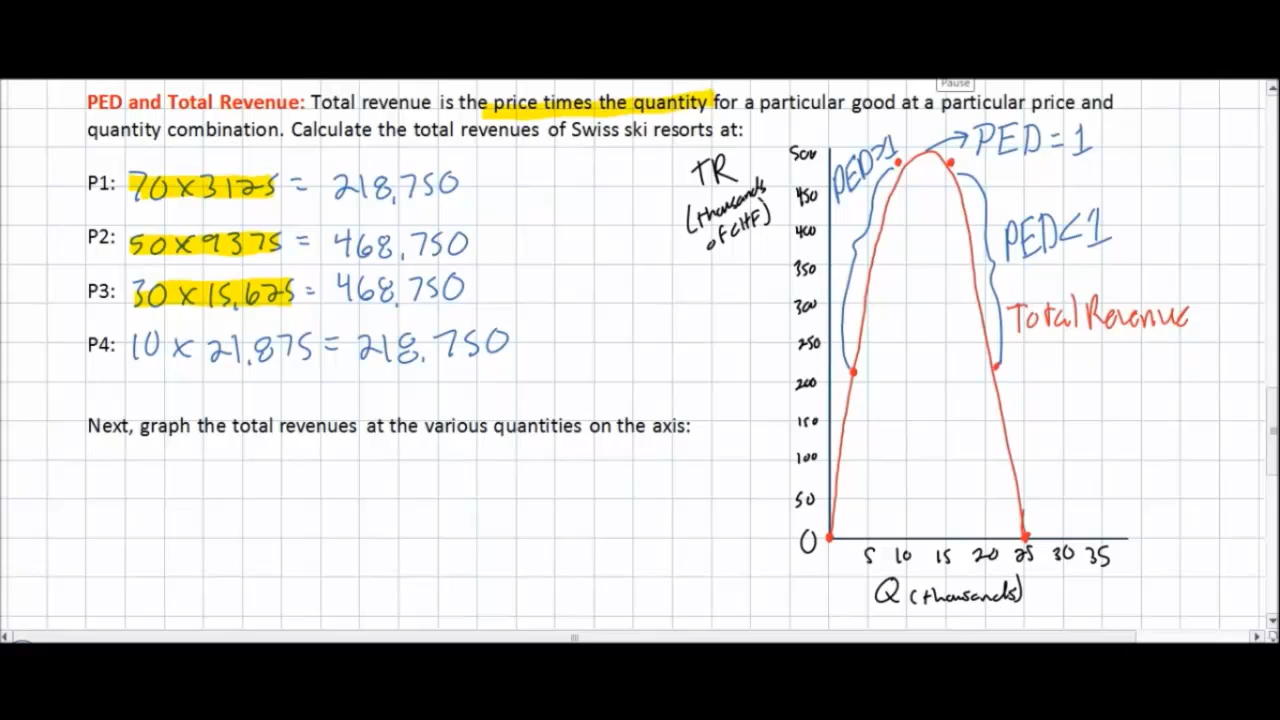 Pause
PED and Total Revenue: Total revenue is the price times the quantity for a particular good at a particular price and
quantity combination. Calculate the total revenues of Swiss ski resorts at:
P1: 70 x 3125 = 218,750
P2: 50 x 9375 = 468,750
P3: 30 x 15,625 = 468,750
P4: 10 x 21,875 = 218,750
Next, graph the total revenues at the various quantities on the axis:
TR
(thousands
of CHF)
PED>1
PED = 1
PED<1
Total Revenue
500
450
400
350
300
250
200
150
100
50
0
5 10 15 20 25 30 35
Q (thousands)